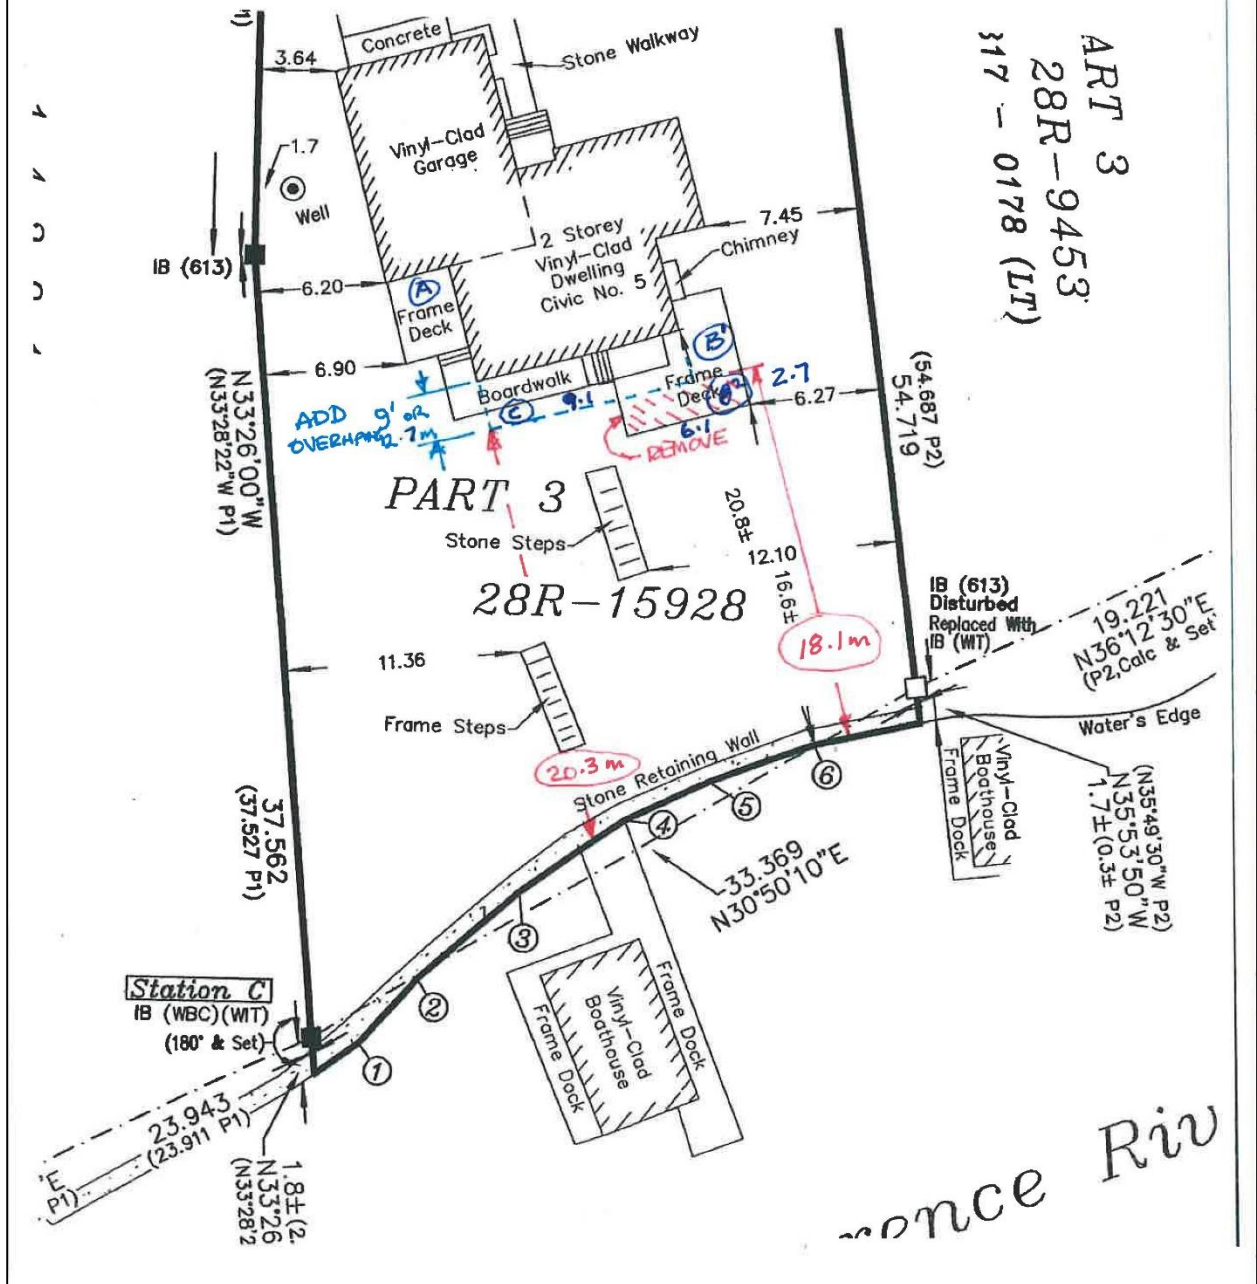 3.64
Concrete
Stone Walkway
ART 3
28R-9453
317 - 0178 (LT)
1.7
Well
Vinyl-Clad
Garage
IB (613)
6.20
2 Storey
Vinyl-Clad
Dwelling
Civic No. 5
7.45
Chimney
A
Frame
Deck
6.90
Boardwalk
B1
Frame
Deck
B2
2.7
6.27
ADD 9' OR
OVERHANG 2.7m
C
9.1
6.1
REMOVE
N33°26'00"W
(N33°28'22"W P1)
(54.687 P2)
54.719
PART 3
Stone Steps
20.8±
12.10
16.6±
28R-15928
18.1m
IB (613)
Disturbed
Replaced With
IB (WIT)
19.221
N36°12'30"E
(P2,Calc & Set
11.36
Frame Steps
20.3m
Stone Retaining Wall
Water's Edge
37.562
(37.527 P1)
6
5
4
3
2
1
33.369
N30°50'10"E
Vinyl-Clad
Boathouse
Frame Dock
(N35°49'30"W P2)
N35°53'50"W
1.7±(0.3± P2)
Station C
IB (WBC)(WIT)
(180° & Set)
Frame Dock
Vinyl-Clad
Boathouse
Frame Dock
23.943
(23.911 P1)
'E
P1)
1.8±(2.
N33°26
(N33°28'2
rence Riv